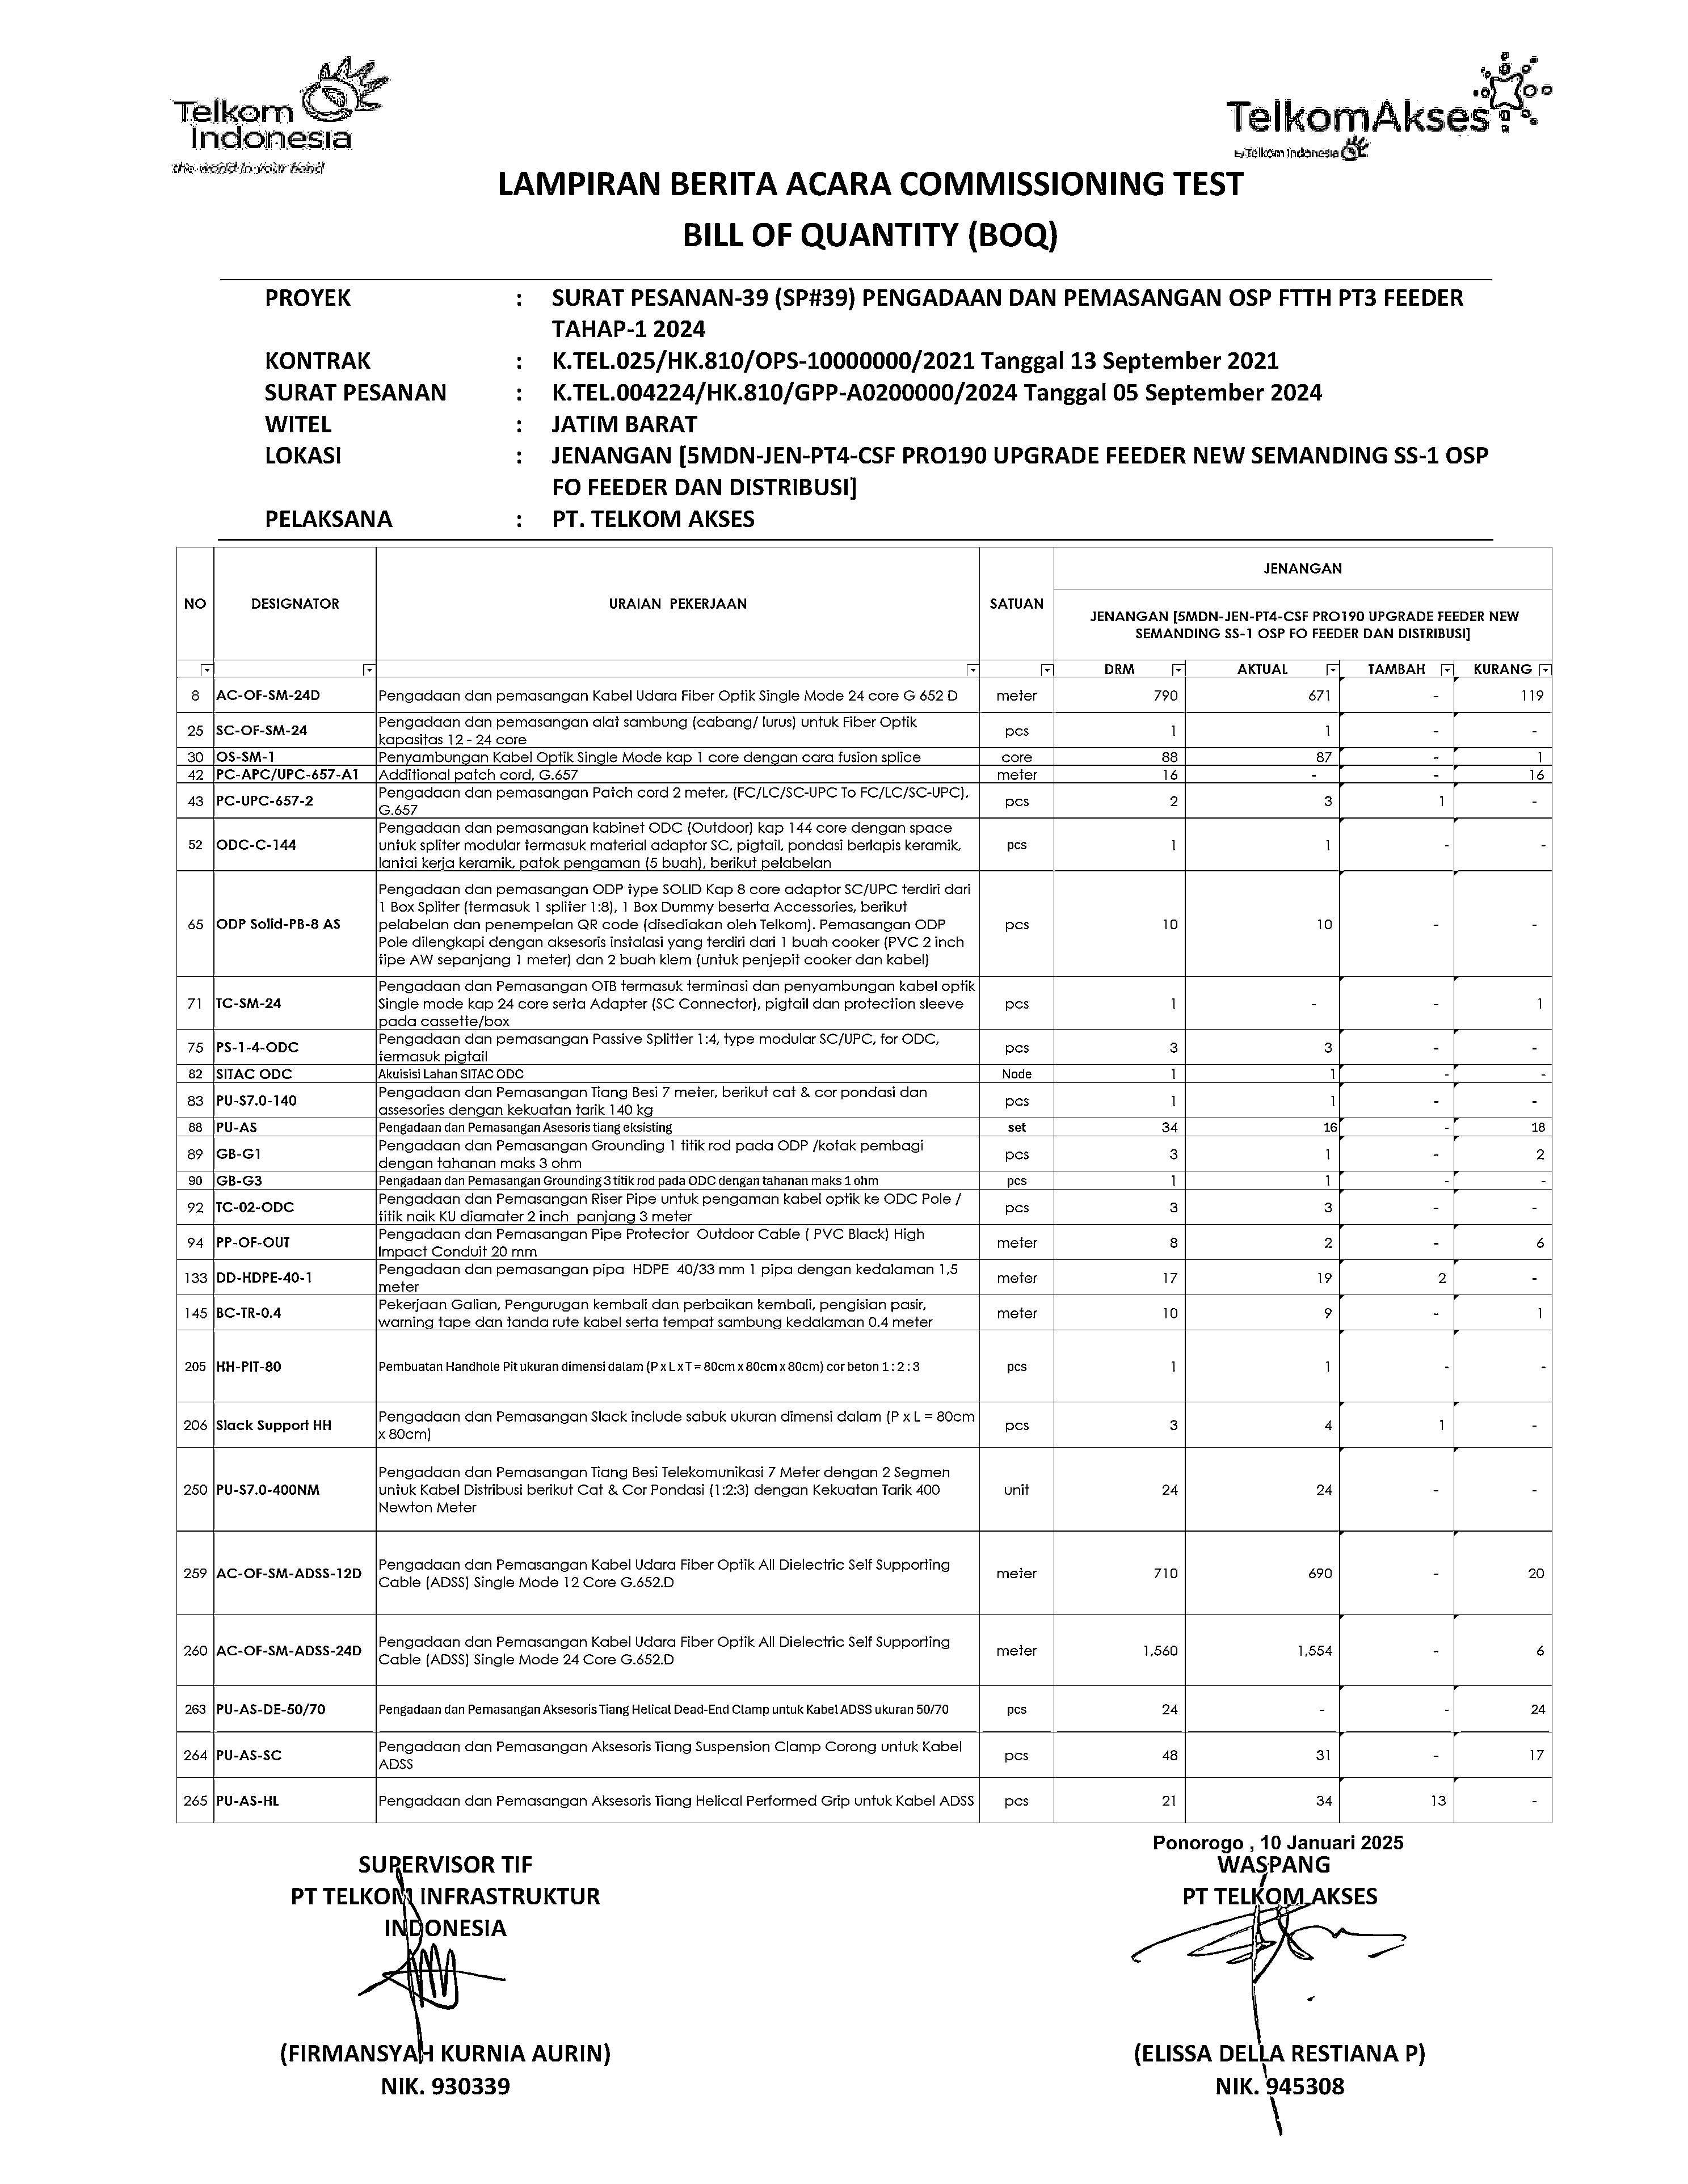 Telkom
Indonesia
the world in your hand
TelkomAkses
by Telkom Indonesia
LAMPIRAN BERITA ACARA COMMISSIONING TEST
BILL OF QUANTITY (BOQ)
PROYEK : SURAT PESANAN-39 (SP#39) PENGADAAN DAN PEMASANGAN OSP FTTH PT3 FEEDER
TAHAP-1 2024
KONTRAK : K.TEL.025/HK.810/OPS-10000000/2021 Tanggal 13 September 2021
SURAT PESANAN : K.TEL.004224/HK.810/GPP-A0200000/2024 Tanggal 05 September 2024
WITEL : JATIM BARAT
LOKASI : JENANGAN [5MDN-JEN-PT4-CSF PRO190 UPGRADE FEEDER NEW SEMANDING SS-1 OSP
FO FEEDER DAN DISTRIBUSI]
PELAKSANA : PT. TELKOM AKSES
NO DESIGNATOR URAIAN PEKERJAAN SATUAN JENANGAN
JENANGAN [5MDN-JEN-PT4-CSF PRO190 UPGRADE FEEDER NEW
SEMANDING SS-1 OSP FO FEEDER DAN DISTRIBUSI]
DRM AKTUAL TAMBAH KURANG
8 AC-OF-SM-24D Pengadaan dan pemasangan Kabel Udara Fiber Optik Single Mode 24 core G 652 D meter 790 671 - 119
25 SC-OF-SM-24 Pengadaan dan pemasangan alat sambung (cabang/ lurus) untuk Fiber Optik
kapasitas 12 - 24 core pcs 1 1 - -
30 OS-SM-1 Penyambungan Kabel Optik Single Mode kap 1 core dengan cara fusion splice core 88 87 - 1
42 PC-APC/UPC-657-A1 Additional patch cord, G.657 meter 16 - - 16
43 PC-UPC-657-2 Pengadaan dan pemasangan Patch cord 2 meter, (FC/LC/SC-UPC To FC/LC/SC-UPC),
G.657 pcs 2 3 1 -
52 ODC-C-144 Pengadaan dan pemasangan kabinet ODC (Outdoor) kap 144 core dengan space
untuk spliter modular termasuk material adaptor SC, pigtail, pondasi berlapis keramik,
lantai kerja keramik, patok pengaman (5 buah), berikut pelabelan pcs 1 1 - -
65 ODP Solid-PB-8 AS Pengadaan dan pemasangan ODP type SOLID Kap 8 core adaptor SC/UPC terdiri dari
1 Box Spliter (termasuk 1 spliter 1:8), 1 Box Dummy beserta Accessories, berikut
pelabelan dan penempelan QR code (disediakan oleh Telkom). Pemasangan ODP
Pole dilengkapi dengan aksesoris instalasi yang terdiri dari 1 buah cooker (PVC 2 inch
tipe AW sepanjang 1 meter) dan 2 buah klem (untuk penjepit cooker dan kabel) pcs 10 10 - -
71 TC-SM-24 Pengadaan dan Pemasangan OTB termasuk terminasi dan penyambungan kabel optik
Single mode kap 24 core serta Adapter (SC Connector), pigtail dan protection sleeve
pada cassette/box pcs 1 - - 1
75 PS-1-4-ODC Pengadaan dan pemasangan Passive Splitter 1:4, type modular SC/UPC, for ODC,
termasuk pigtail pcs 3 3 - -
82 SITAC ODC Akuisisi Lahan SITAC ODC Node 1 1 - -
83 PU-S7.0-140 Pengadaan dan Pemasangan Tiang Besi 7 meter, berikut cat & cor pondasi dan
assesories dengan kekuatan tarik 140 kg pcs 1 1 - -
88 PU-AS Pengadaan dan Pemasangan Asesoris tiang eksisting set 34 16 - 18
89 GB-G1 Pengadaan dan Pemasangan Grounding 1 titik rod pada ODP /kotak pembagi
dengan tahanan maks 3 ohm pcs 3 1 - 2
90 GB-G3 Pengadaan dan Pemasangan Grounding 3 titik rod pada ODC dengan tahanan maks 1 ohm pcs 1 1 - -
92 TC-02-ODC Pengadaan dan Pemasangan Riser Pipe untuk pengaman kabel optik ke ODC Pole /
titik naik KU diamater 2 inch panjang 3 meter pcs 3 3 - -
94 PP-OF-OUT Pengadaan dan Pemasangan Pipe Protector Outdoor Cable ( PVC Black) High
Impact Conduit 20 mm meter 8 2 - 6
133 DD-HDPE-40-1 Pengadaan dan pemasangan pipa HDPE 40/33 mm 1 pipa dengan kedalaman 1,5
meter meter 17 19 2 -
145 BC-TR-0.4 Pekerjaan Galian, Pengurugan kembali dan perbaikan kembali, pengisian pasir,
warning tape dan tanda rute kabel serta tempat sambung kedalaman 0.4 meter meter 10 9 - 1
205 HH-PIT-80 Pembuatan Handhole Pit ukuran dimensi dalam (P x L x T = 80cm x 80cm x 80cm) cor beton 1 : 2 : 3 pcs 1 1 - -
206 Slack Support HH Pengadaan dan Pemasangan Slack include sabuk ukuran dimensi dalam (P x L = 80cm
x 80cm) pcs 3 4 1 -
250 PU-S7.0-400NM Pengadaan dan Pemasangan Tiang Besi Telekomunikasi 7 Meter dengan 2 Segmen
untuk Kabel Distribusi berikut Cat & Cor Pondasi (1:2:3) dengan Kekuatan Tarik 400
Newton Meter unit 24 24 - -
259 AC-OF-SM-ADSS-12D Pengadaan dan Pemasangan Kabel Udara Fiber Optik All Dielectric Self Supporting
Cable (ADSS) Single Mode 12 Core G.652.D meter 710 690 - 20
260 AC-OF-SM-ADSS-24D Pengadaan dan Pemasangan Kabel Udara Fiber Optik All Dielectric Self Supporting
Cable (ADSS) Single Mode 24 Core G.652.D meter 1,560 1,554 - 6
263 PU-AS-DE-50/70 Pengadaan dan Pemasangan Aksesoris Tiang Helical Dead-End Clamp untuk Kabel ADSS ukuran 50/70 pcs 24 - - 24
264 PU-AS-SC Pengadaan dan Pemasangan Aksesoris Tiang Suspension Clamp Corong untuk Kabel
ADSS pcs 48 31 - 17
265 PU-AS-HL Pengadaan dan Pemasangan Aksesoris Tiang Helical Performed Grip untuk Kabel ADSS pcs 21 34 13 -
Ponorogo , 10 Januari 2025
SUPERVISOR TIF
PT TELKOM INFRASTRUKTUR
INDONESIA
(FIRMANSYAH KURNIA AURIN)
NIK. 930339
WASPANG
PT TELKOM AKSES
(ELISSA DELLA RESTIANA P)
NIK. 945308